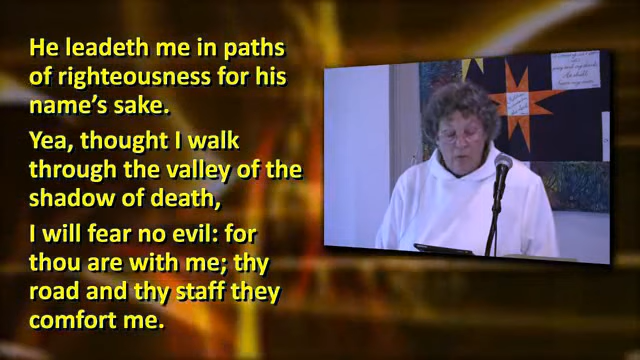 He leadeth me in paths
of righteousness for his
name's sake.
Yea, thought I walk
through the valley of the
shadow of death,
I will fear no evil: for
thou are with me; thy
road and thy staff they
comfort me.